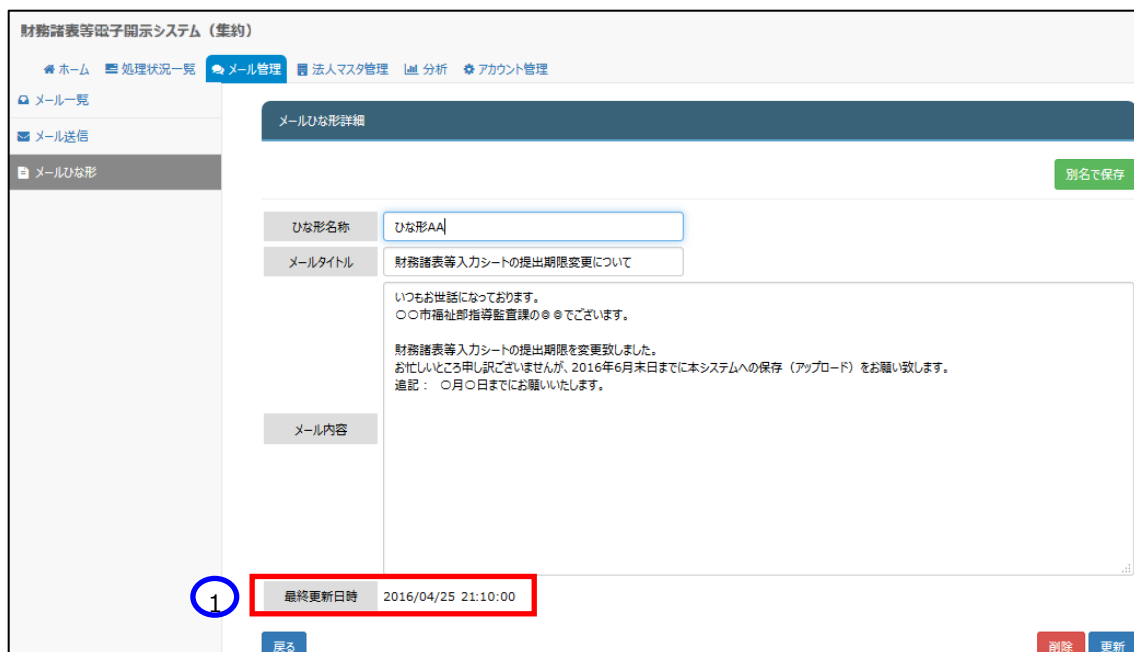 財務諸表等電子開示システム（集約）
ホーム 処理状況一覧 メール管理 法人マスタ管理 分析 アカウント管理
メール一覧
メール送信
メールひな形
メールひな形詳細
別名で保存
ひな形名称 ひな形AA
メールタイトル 財務諸表等入力シートの提出期限変更について
いつもお世話になっております。
〇〇市福祉部指導監査課の◎◎でございます。
財務諸表等入力シートの提出期限を変更致しました。
お忙しいところ申し訳ございませんが、2016年6月末日までに本システムへの保存（アップロード）をお願い致します。
追記： 〇月〇日までにお願いいたします。
メール内容
1 最終更新日時 2016/04/25 21:10:00
戻る 削除 更新